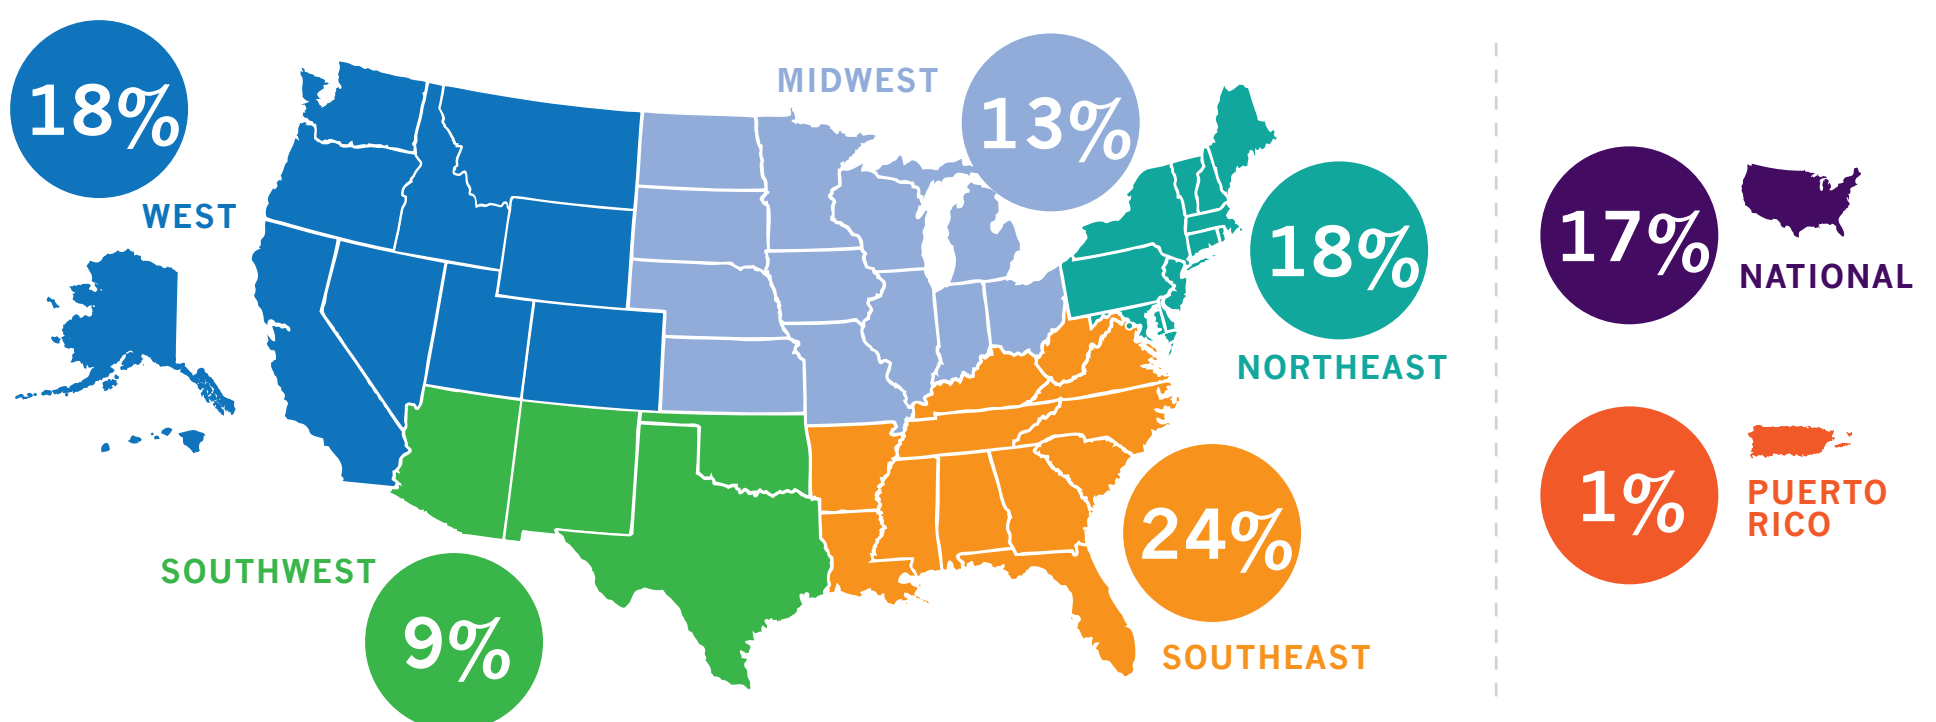 18%
WEST
MIDWEST
13%
18%
NORTHEAST
SOUTHWEST
9%
24%
SOUTHEAST
17%
NATIONAL
1%
PUERTO
RICO